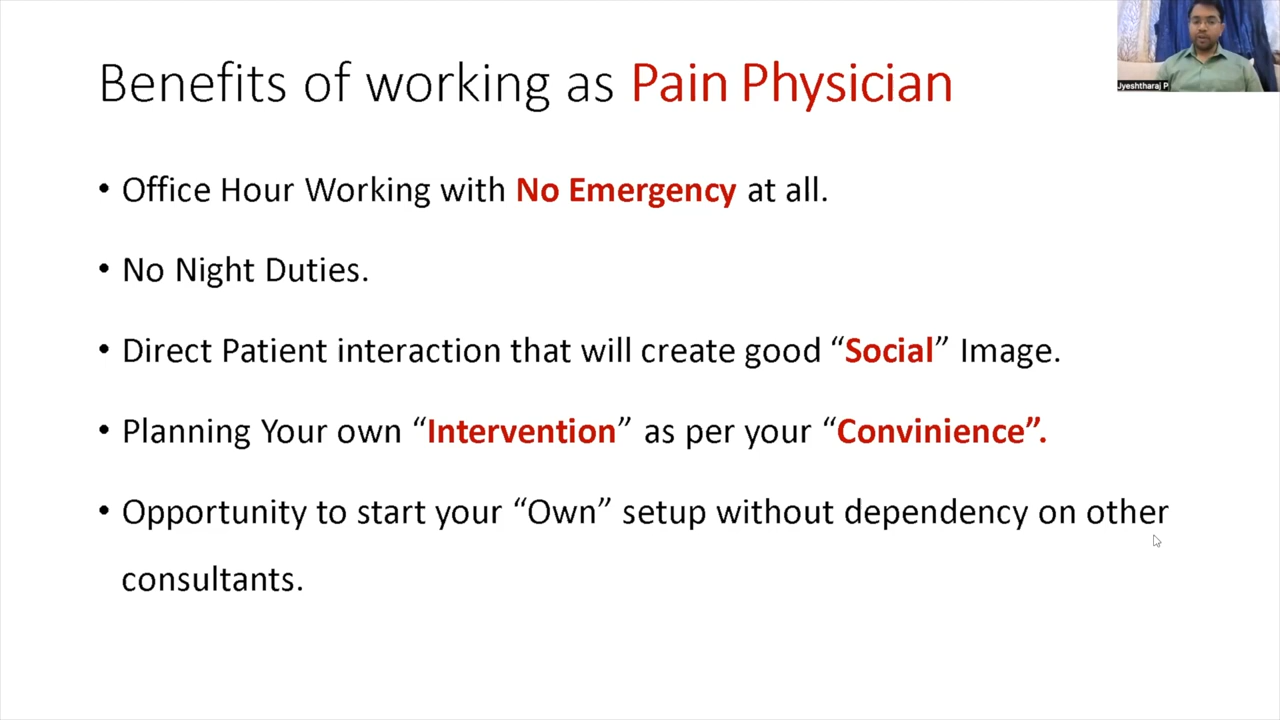 Benefits of working as Pain Physician
Jyeshtharaj P
• Office Hour Working with No Emergency at all.
• No Night Duties.
• Direct Patient interaction that will create good “Social” Image.
• Planning Your own “Intervention” as per your “Convinience”.
• Opportunity to start your “Own” setup without dependency on other
consultants.